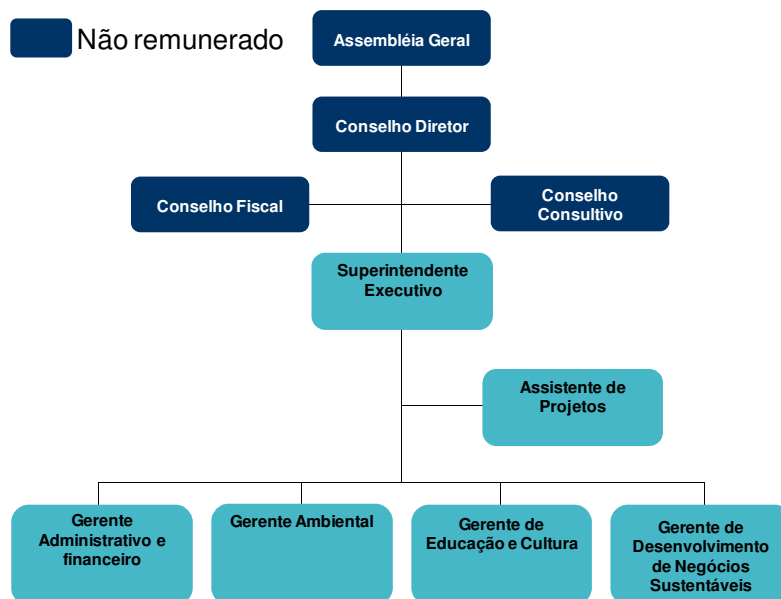 Não remunerado
Assembléia Geral
Conselho Diretor
Conselho Fiscal
Conselho
Consultivo
Superintendente
Executivo
Assistente de
Projetos
Gerente
Administrativo e
financeiro
Gerente Ambiental
Gerente de
Educação e Cultura
Gerente de
Desenvolvimento
de Negócios
Sustentáveis